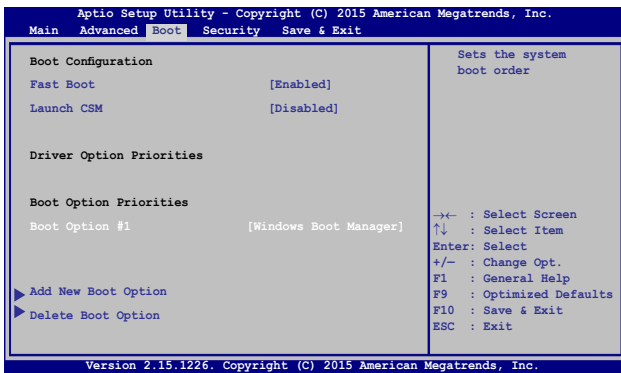 Aptio Setup Utility - Copyright (C) 2015 American Megatrends, Inc.
Main Advanced Boot Security Save & Exit
Boot Configuration
Fast Boot [Enabled]
Launch CSM [Disabled]
Driver Option Priorities
Boot Option Priorities
Boot Option #1 [Windows Boot Manager]
Add New Boot Option
Delete Boot Option
Sets the system
boot order
→← : Select Screen
↑↓ : Select Item
Enter: Select
+/— : Change Opt.
F1 : General Help
F9 : Optimized Defaults
F10 : Save & Exit
ESC : Exit
Version 2.15.1226. Copyright (C) 2015 American Megatrends, Inc.